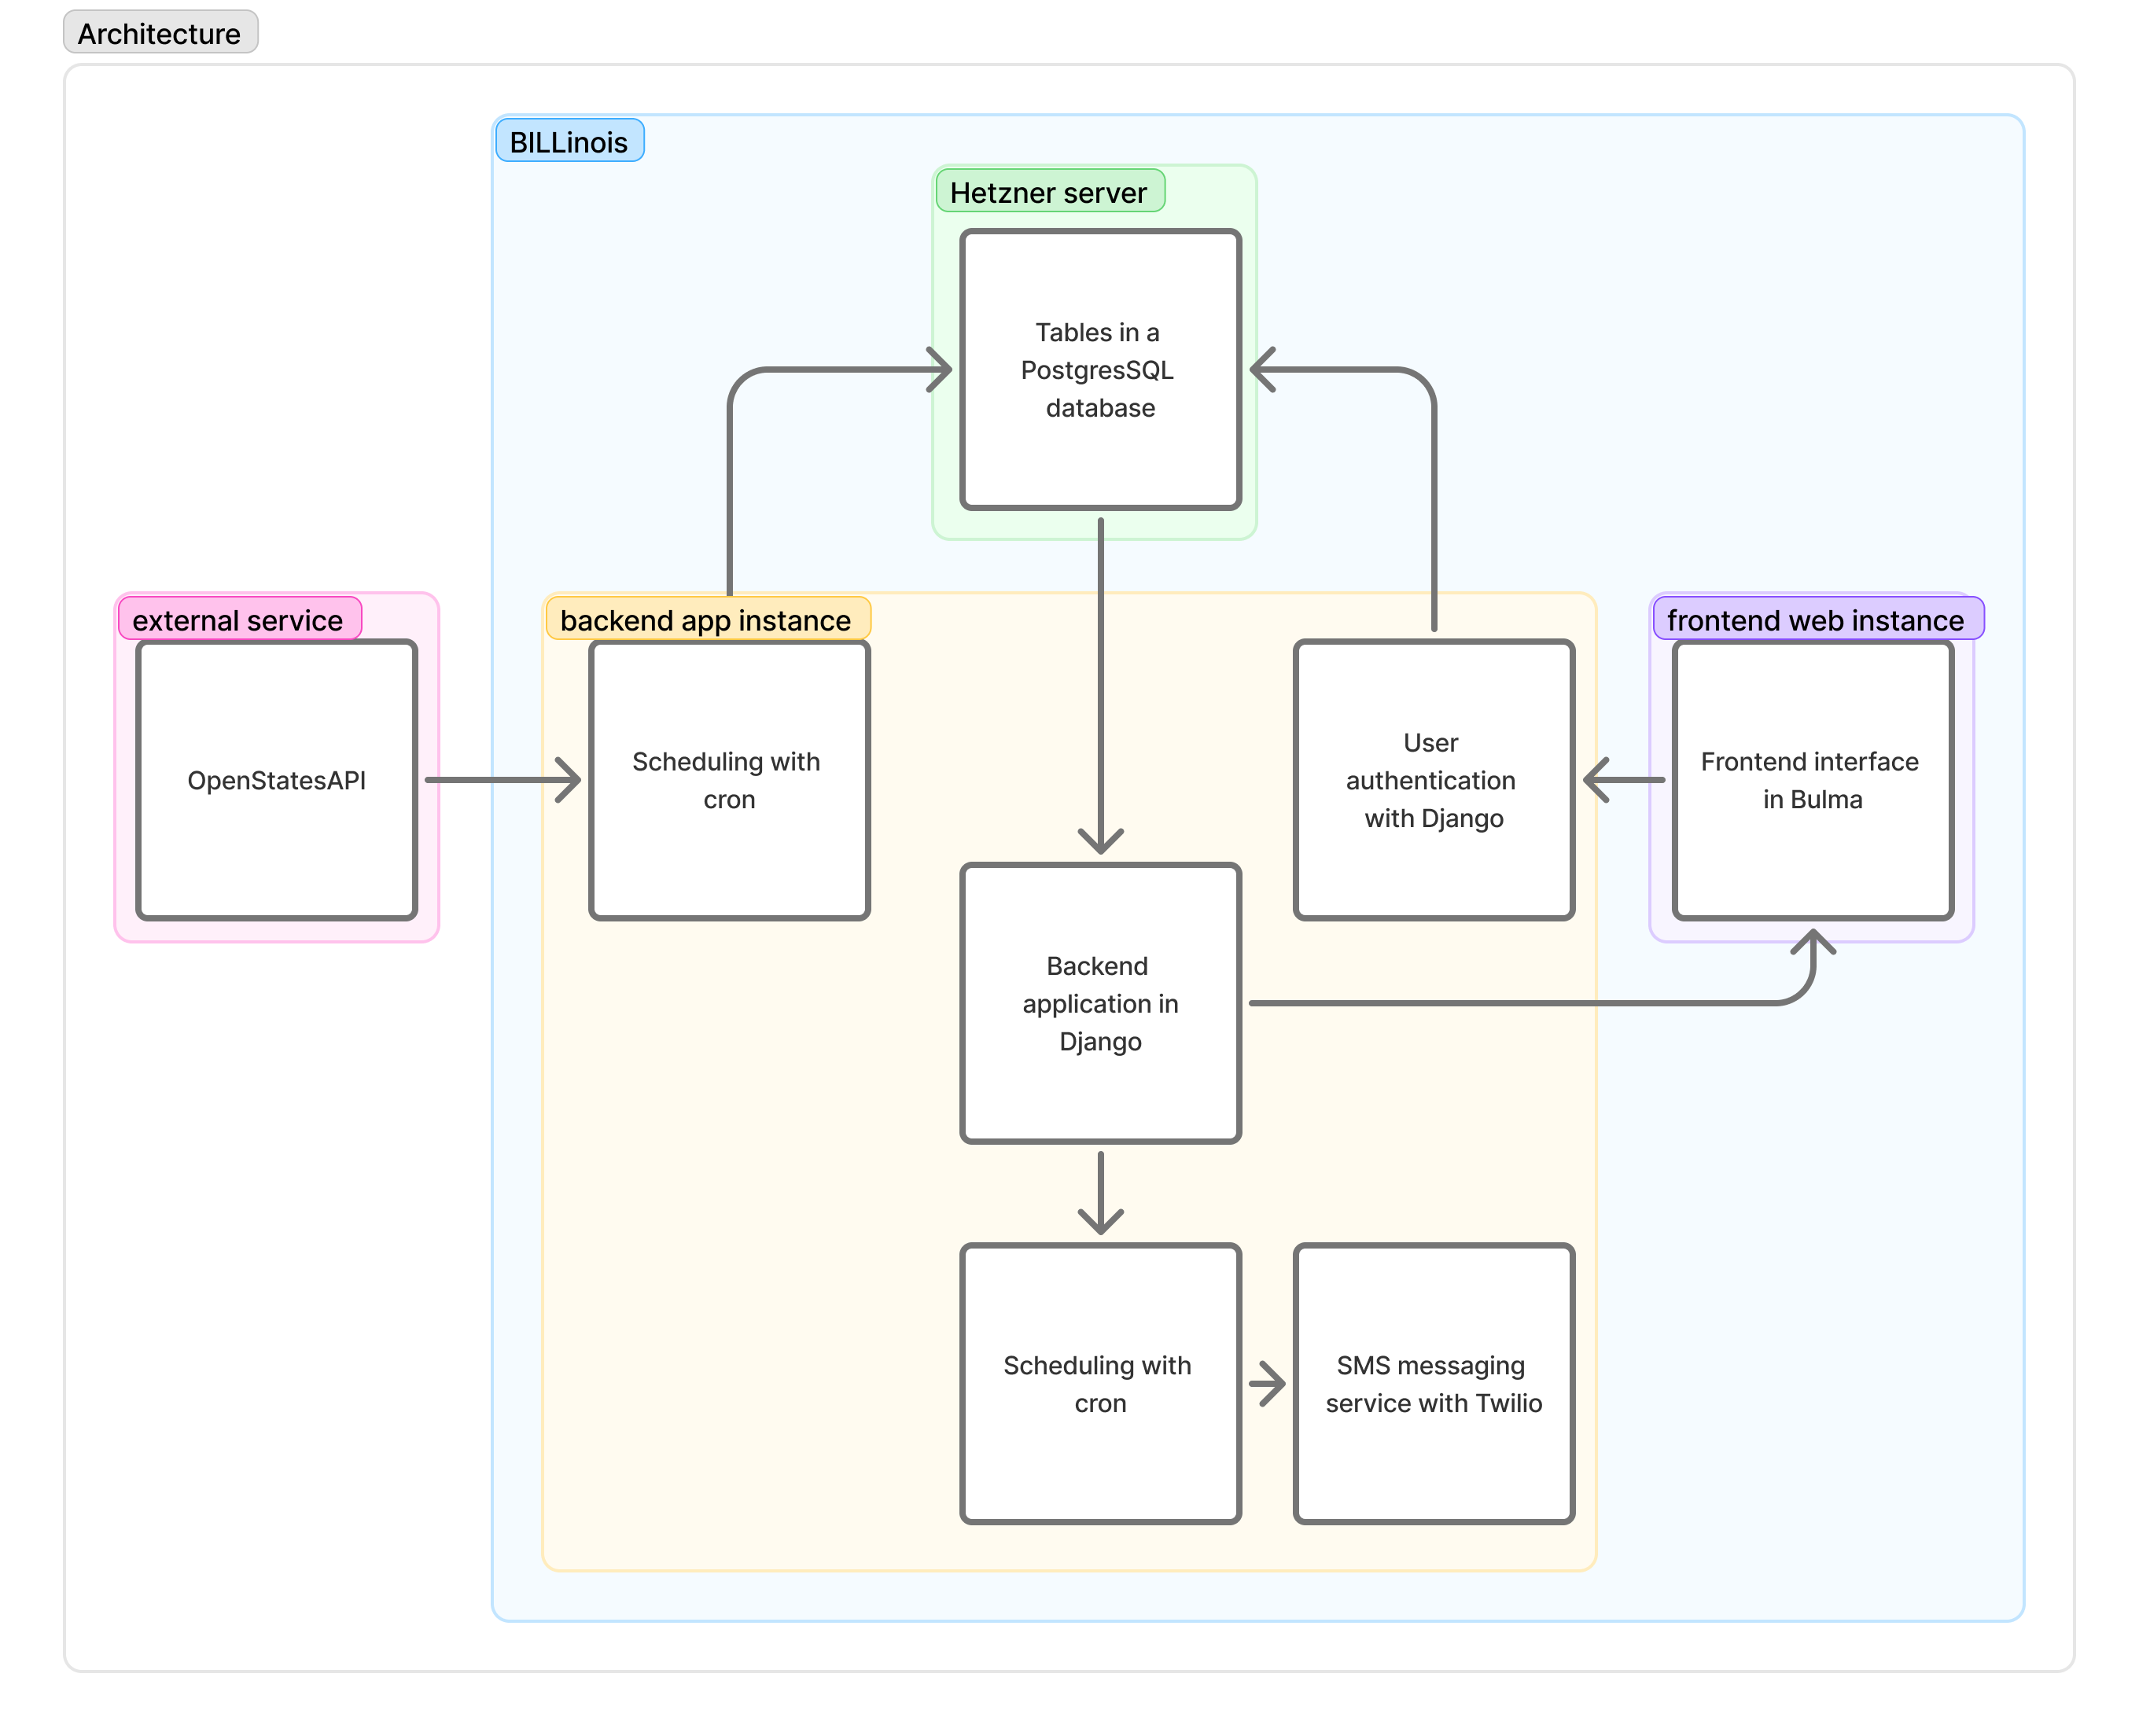 Architecture
BILLinois
Hetzner server
Tables in a
PostgresSQL
database
external service
OpenStatesAPI
backend app instance
Scheduling with
cron
User
authentication
with Django
frontend web instance
Frontend interface
in Bulma
Backend
application in
Django
Scheduling with
cron
SMS messaging
service with Twilio